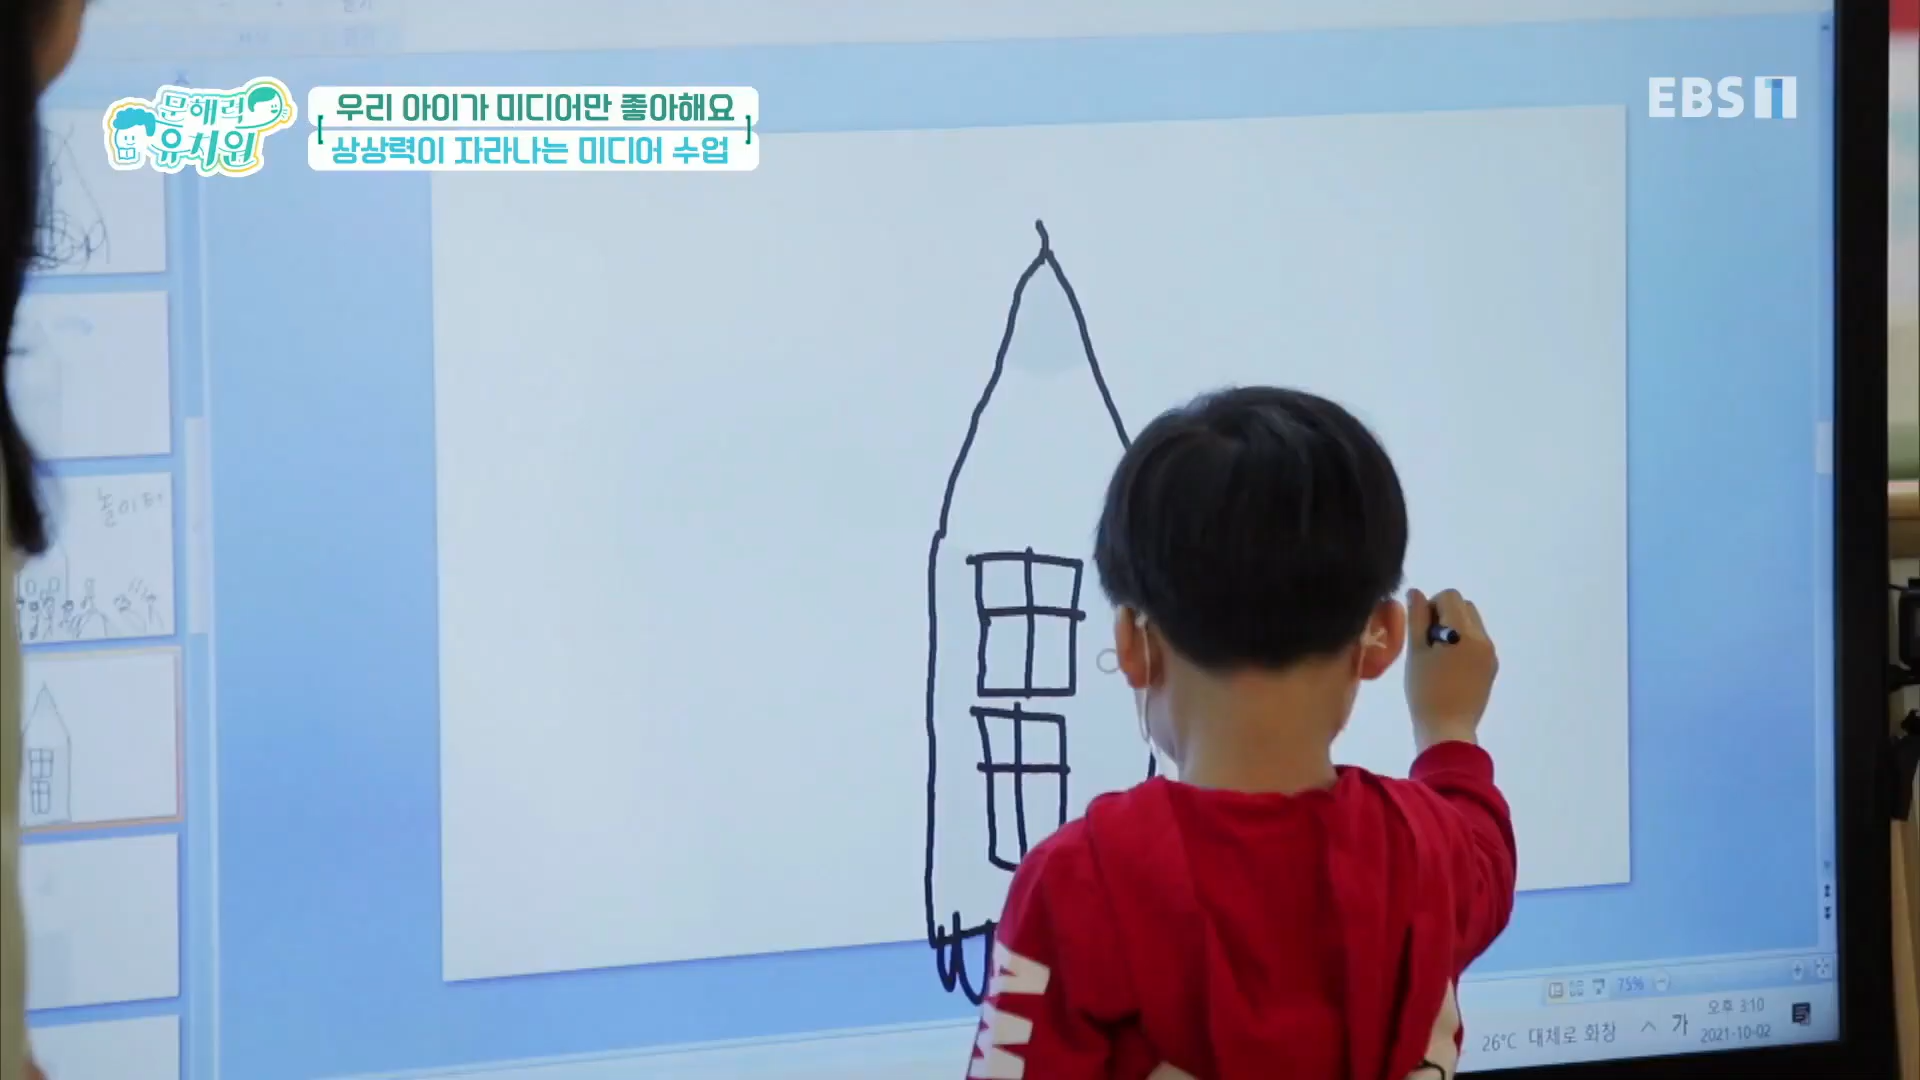 문해력
유치원
우리 아이가 미디어만 좋아해요
상상력이 자라나는 미디어 수업
EBS 1
놀이터
75%
26°C 대체로 화창
가
오후 3:10
2021-10-02